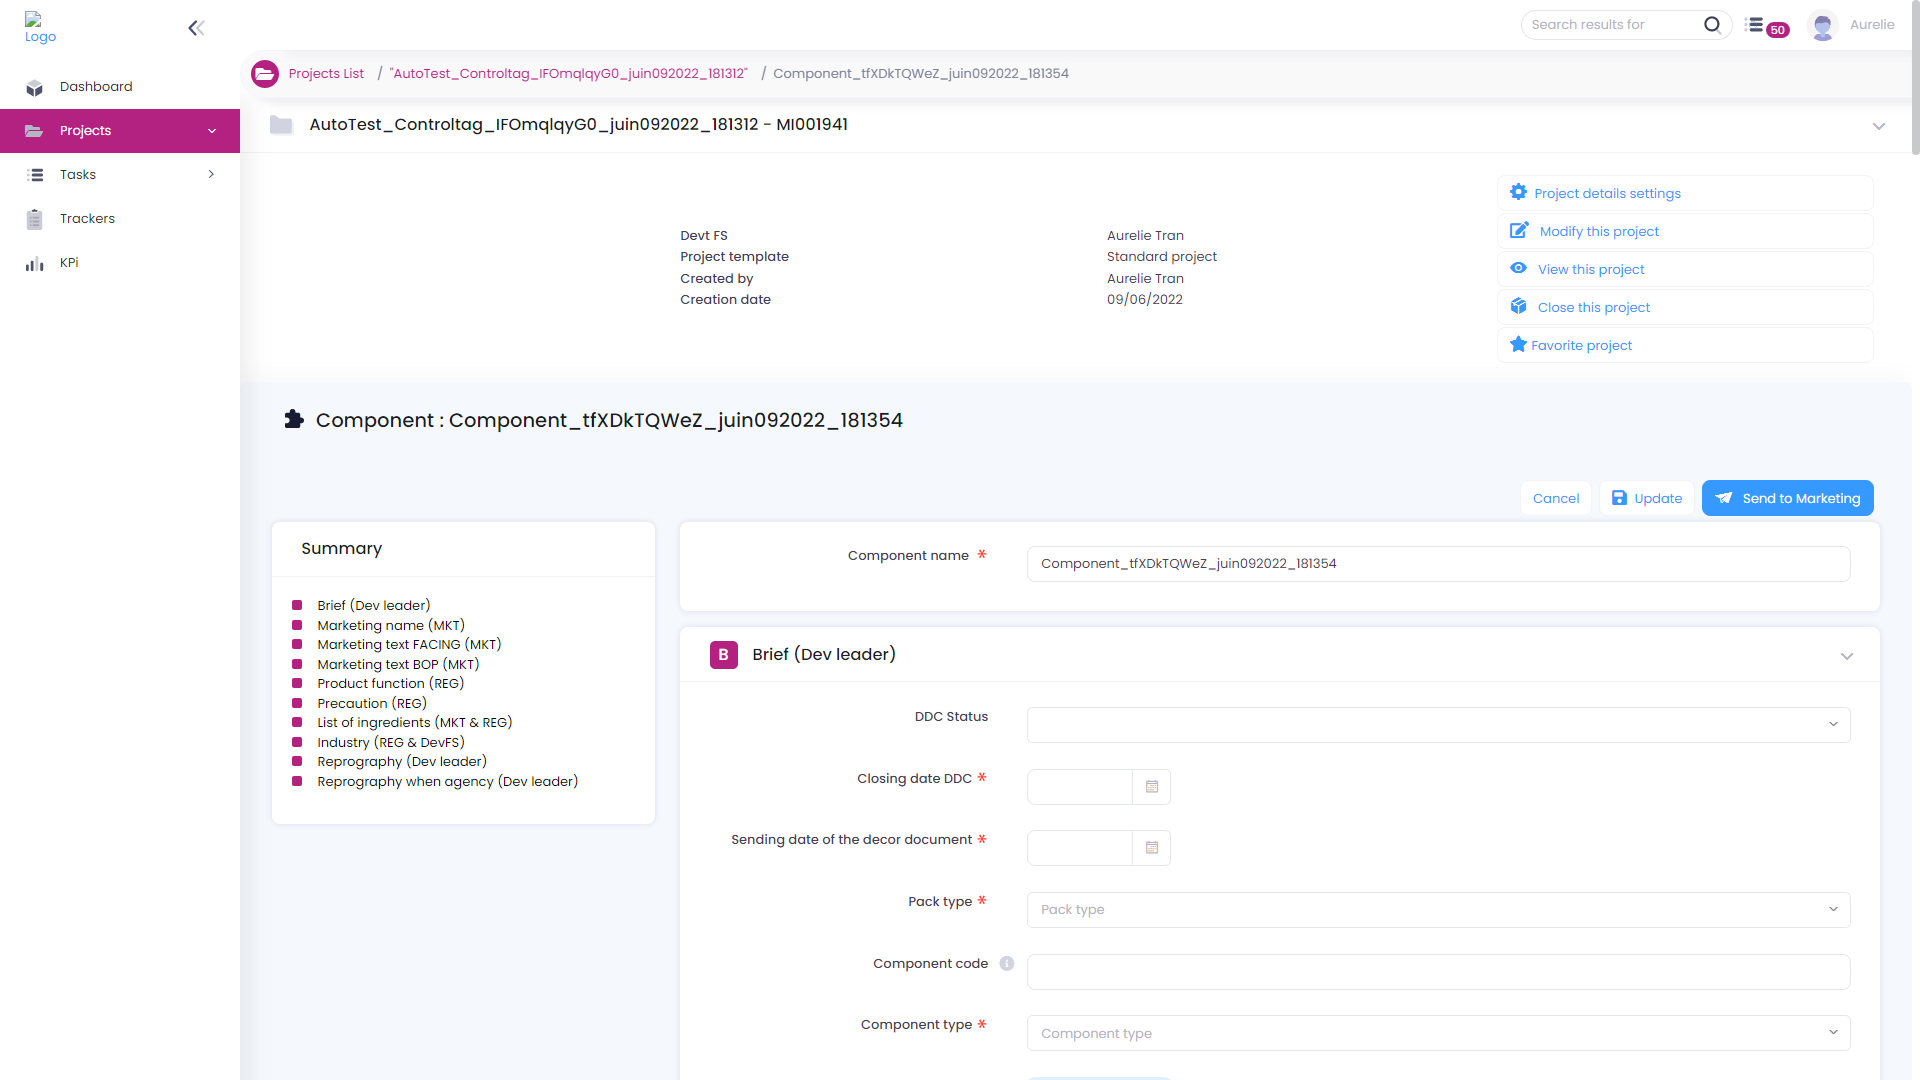 Logo
Search results for
50
Aurelie
Dashboard
Projects
Tasks
Trackers
KPi
Projects List / "AutoTest_Controltag_IFOmqlqyG0_juin092022_181312" / Component_tfXDkTQWeZ_juin092022_181354
AutoTest_Controltag_IFOmqlqyG0_juin092022_181312 - MI001941
Devt FS Aurelie Tran
Project template Standard project
Created by Aurelie Tran
Creation date 09/06/2022
Project details settings
Modify this project
View this project
Close this project
Favorite project
Component : Component_tfXDkTQWeZ_juin092022_181354
Cancel
Update
Send to Marketing
Summary
Brief (Dev leader)
Marketing name (MKT)
Marketing text FACING (MKT)
Marketing text BOP (MKT)
Product function (REG)
Precaution (REG)
List of ingredients (MKT & REG)
Industry (REG & DevFS)
Reprography (Dev leader)
Reprography when agency (Dev leader)
Component name * Component_tfXDkTQWeZ_juin092022_181354
B Brief (Dev leader)
DDC Status
Closing date DDC *
Sending date of the decor document *
Pack type * Pack type
Component code i
Component type * Component type